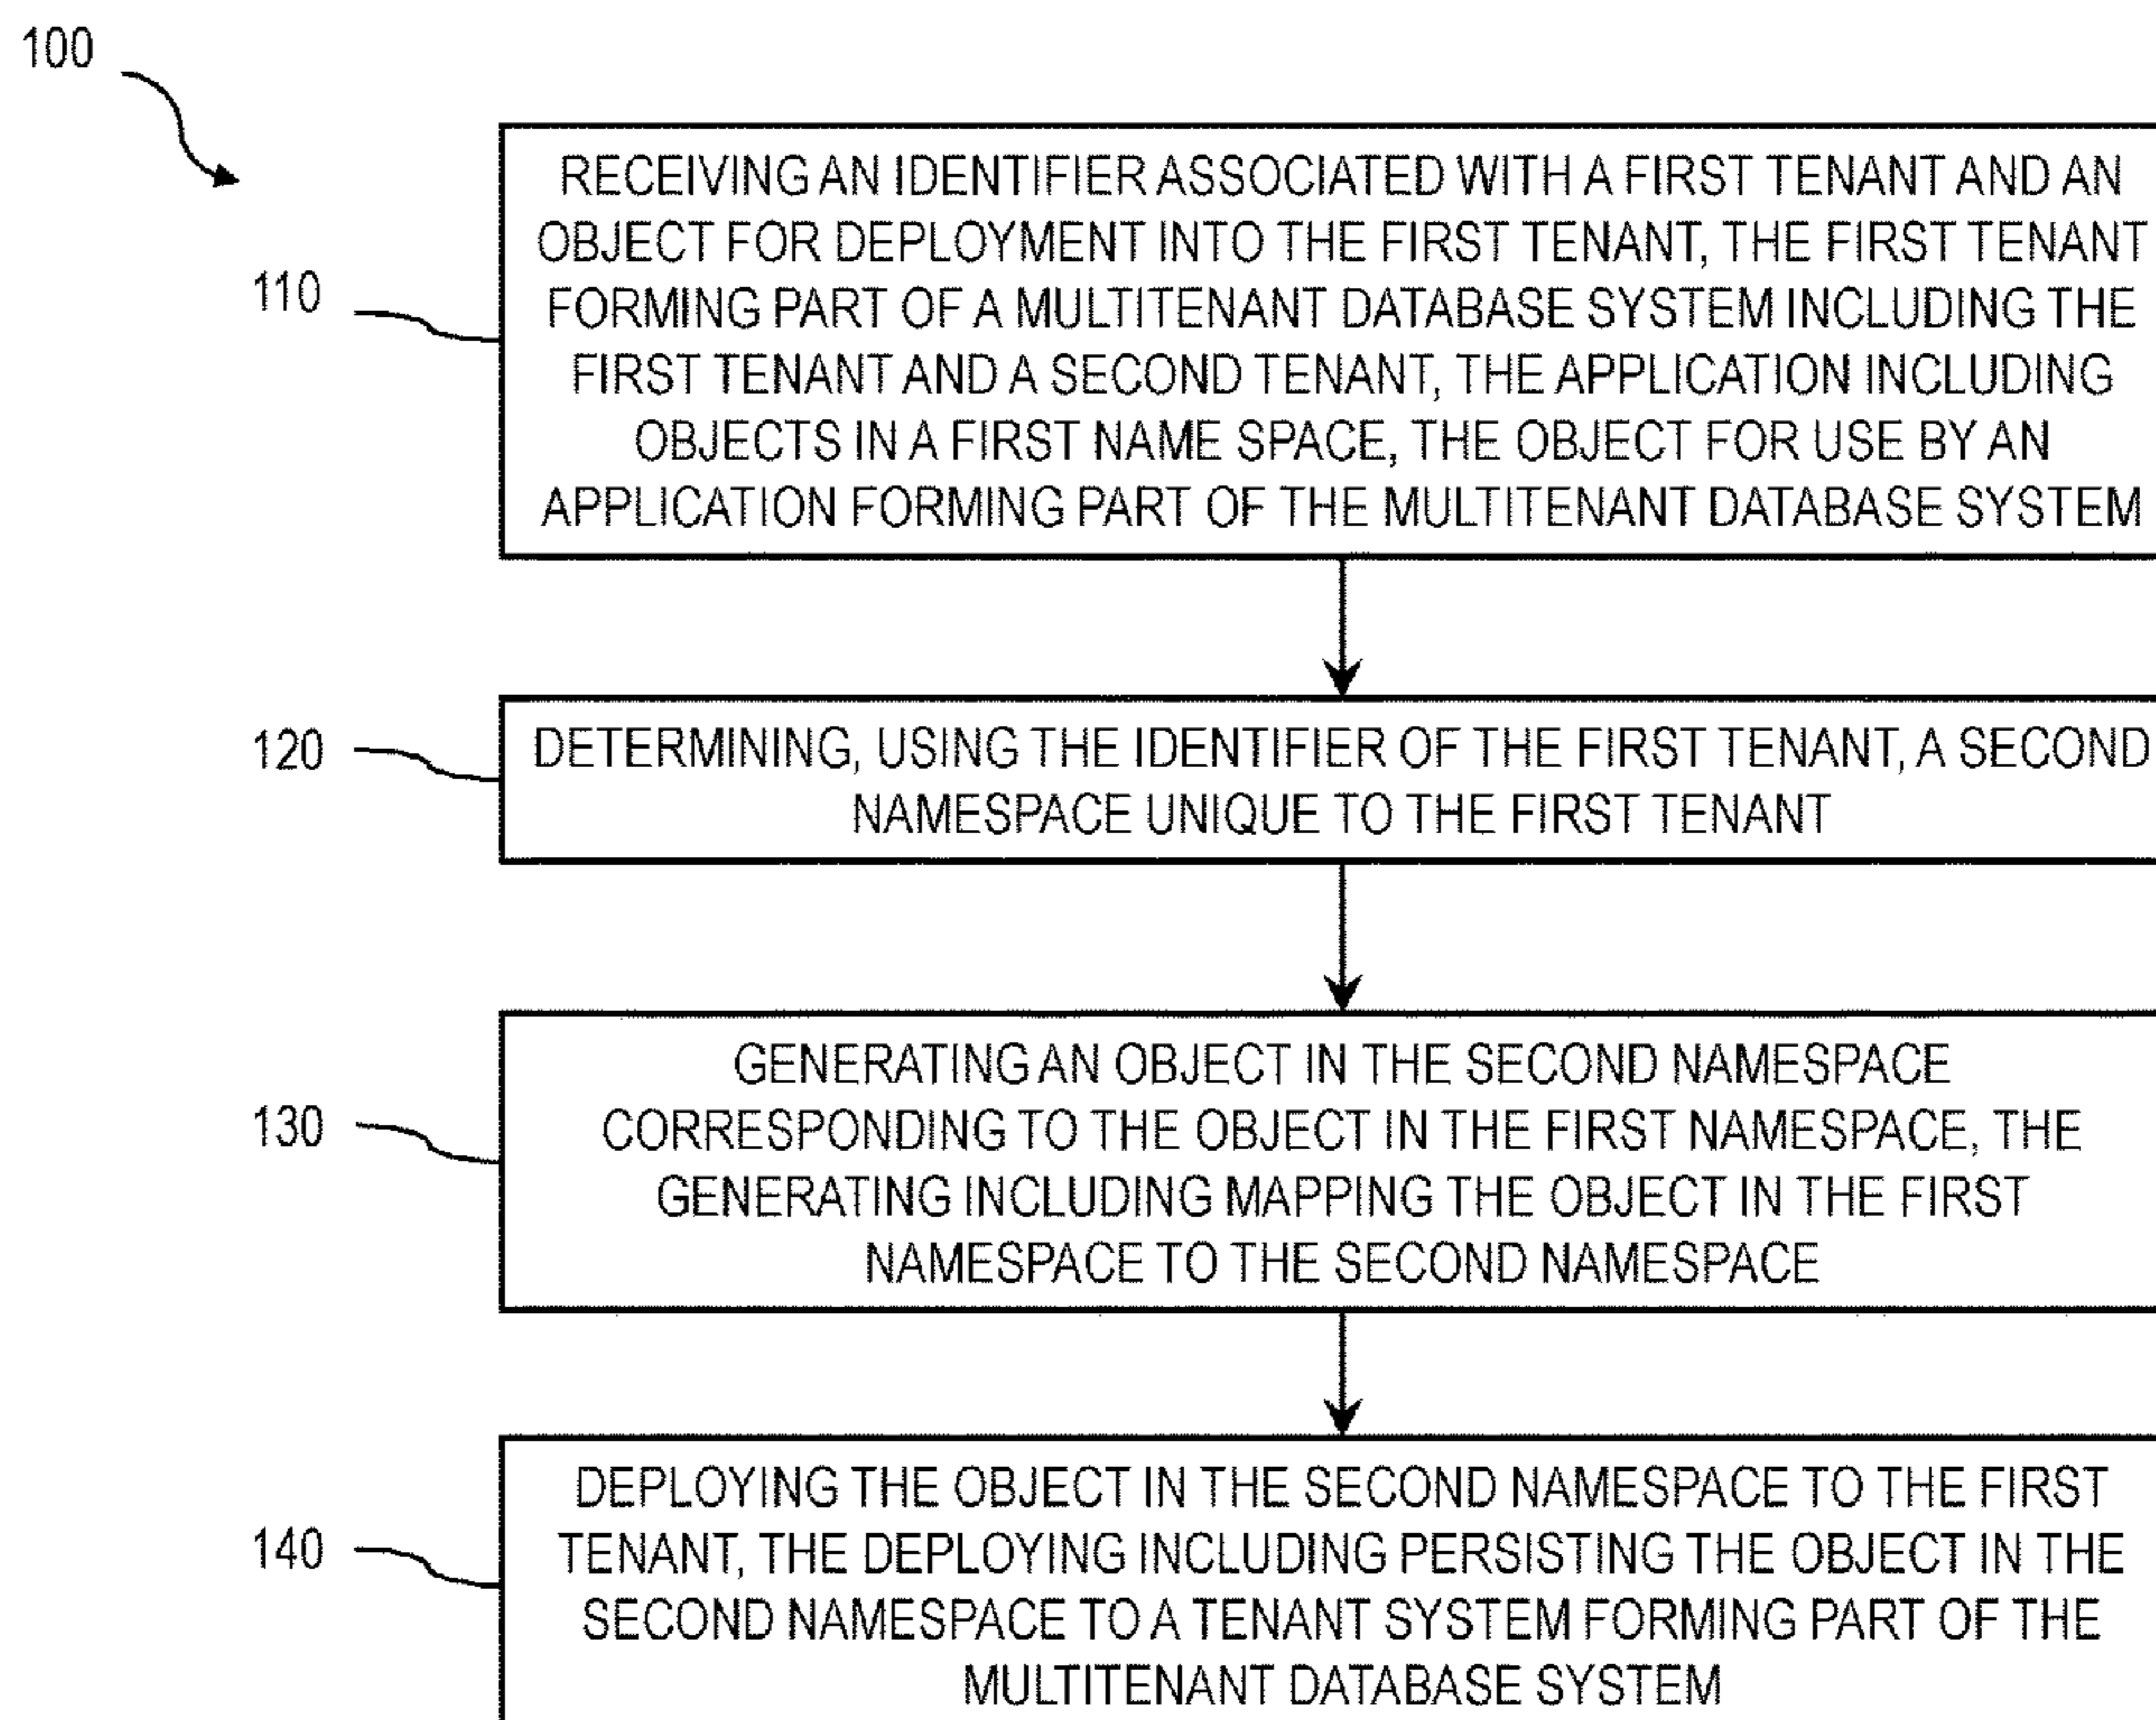 100
RECEIVING AN IDENTIFIER ASSOCIATED WITH A FIRST TENANT AND AN
OBJECT FOR DEPLOYMENT INTO THE FIRST TENANT, THE FIRST TENANT
110
FORMING PART OF A MULTITENANT DATABASE SYSTEM INCLUDING THE
FIRST TENANT AND A SECOND TENANT, THE APPLICATION INCLUDING
OBJECTS IN A FIRST NAME SPACE, THE OBJECT FOR USE BY AN
APPLICATION FORMING PART OF THE MULTITENANT DATABASE SYSTEM
120
DETERMINING, USING THE IDENTIFIER OF THE FIRST TENANT, A SECOND
NAMESPACE UNIQUE TO THE FIRST TENANT
GENERATING AN OBJECT IN THE SECOND NAMESPACE
130
CORRESPONDING TO THE OBJECT IN THE FIRST NAMESPACE, THE
GENERATING INCLUDING MAPPING THE OBJECT IN THE FIRST
NAMESPACE TO THE SECOND NAMESPACE
DEPLOYING THE OBJECT IN THE SECOND NAMESPACE TO THE FIRST
140
TENANT, THE DEPLOYING INCLUDING PERSISTING THE OBJECT IN THE
SECOND NAMESPACE TO A TENANT SYSTEM FORMING PART OF THE
MULTITENANT DATABASE SYSTEM